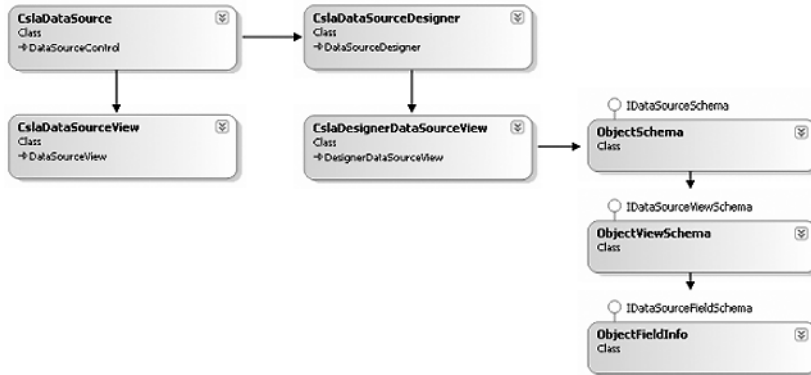 CslaDataSource
Class
DataSourceControl
CslaDataSourceDesigner
Class
DataSourceDesigner
CslaDataSourceView
Class
DataSourceView
CslaDesignerDataSourceView
Class
DesignerDataSourceView
IDataSourceSchema
ObjectSchema
Class
IDataSourceViewSchema
ObjectViewSchema
Class
IDataSourceFieldSchema
ObjectFieldInfo
Class